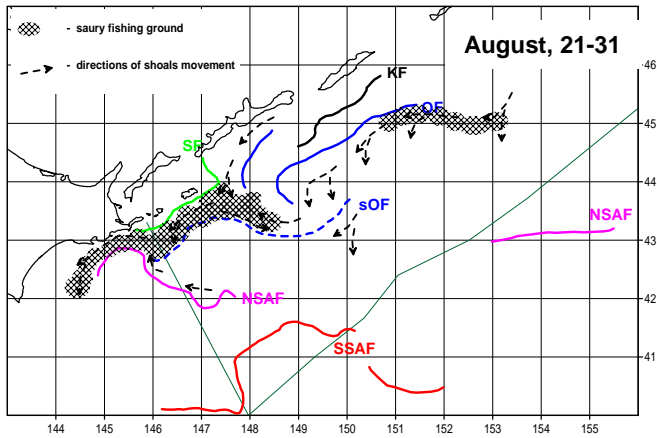 - saury fishing ground
- directions of shoals movement
August, 21-31
KF
OF
SF
sOF
NSAF
NSAF
SSAF
46
45
44
43
42
41
144 145 146 147 148 149 150 151 152 153 154 155